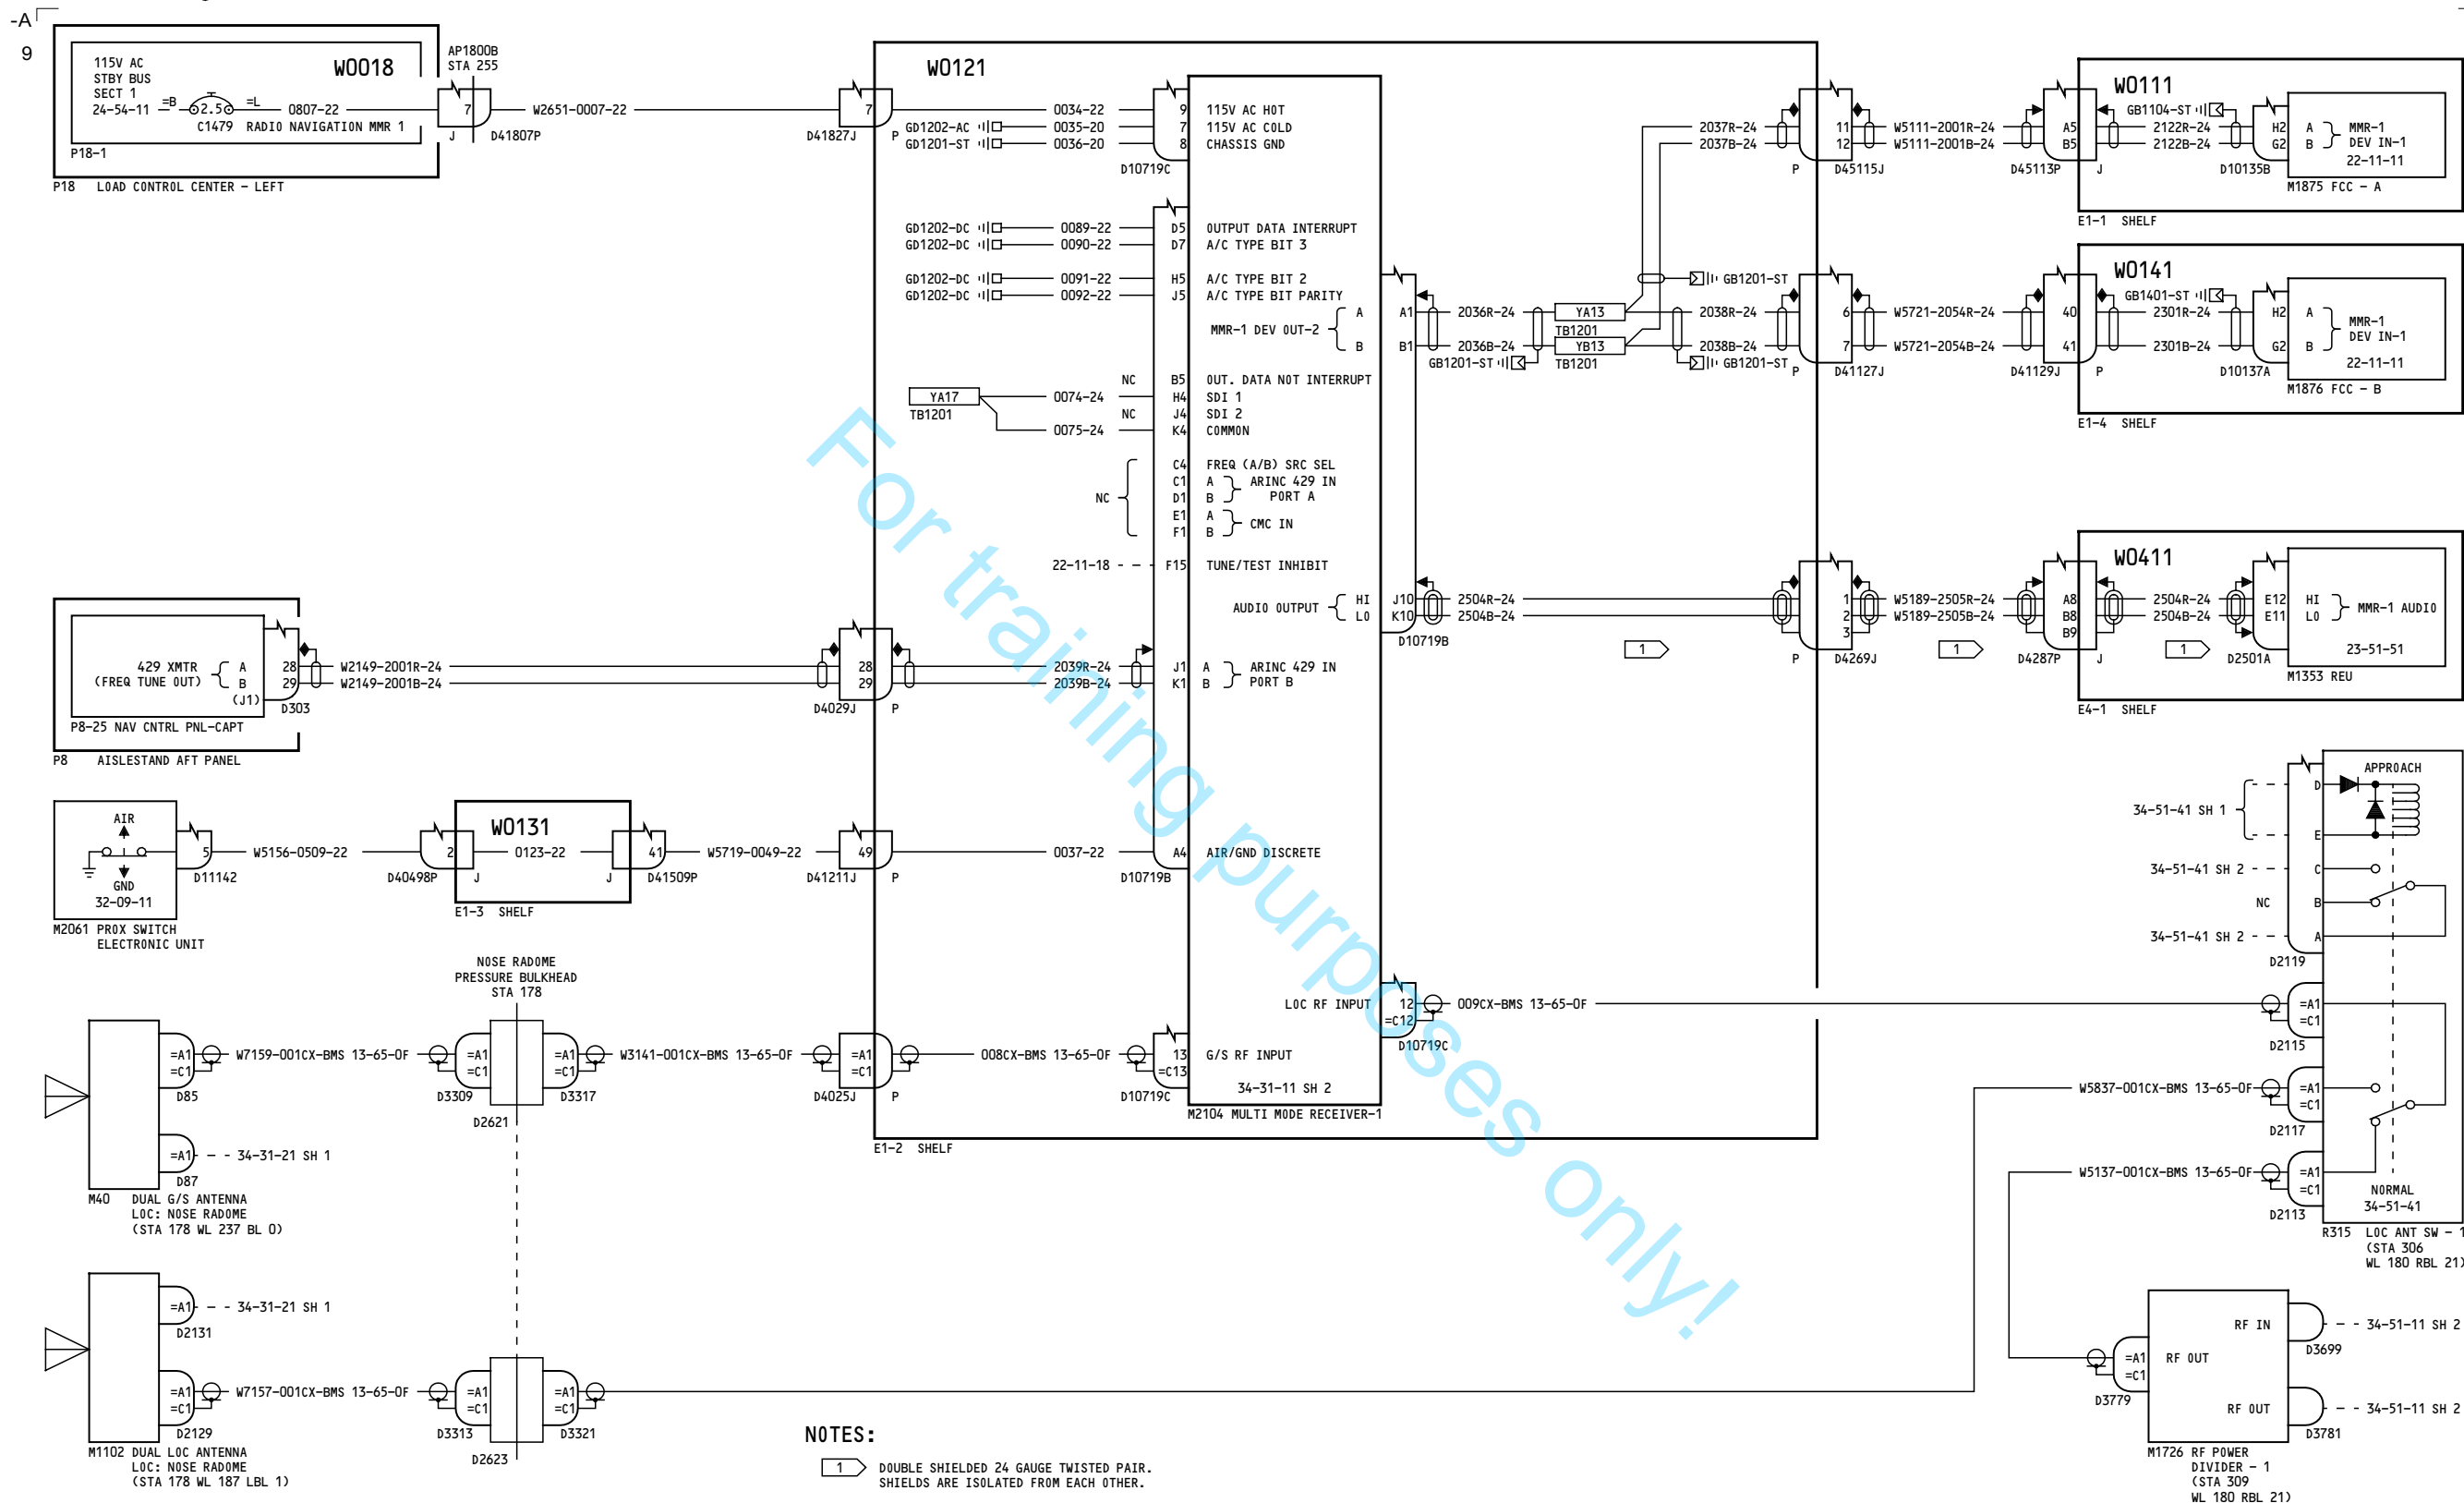 -A
9
115V AC
STBY BUS
SECT 1
24-54-11
=B
2.5
=L
0807-22
C1479 RADIO NAVIGATION MMR 1
W0018
P18-1
P18 LOAD CONTROL CENTER - LEFT
AP1800B
STA 255
7
J
D41807P
W2651-0007-22
7
D41827J
P
W0121
0034-22
GD1202-AC
0035-20
GD1201-ST
0036-20
9
7
8
D10719C
115V AC HOT
115V AC COLD
CHASSIS GND
GD1202-DC 0089-22 D5 OUTPUT DATA INTERRUPT
GD1202-DC 0090-22 D7 A/C TYPE BIT 3
GD1202-DC 0091-22 H5 A/C TYPE BIT 2
GD1202-DC 0092-22 J5 A/C TYPE BIT PARITY
MMR-1 DEV OUT-2
A
B
A1
B1
NC B5 OUT. DATA NOT INTERRUPT
YA17
TB1201
0074-24 H4 SDI 1
NC J4 SDI 2
0075-24 K4 COMMON
NC
C4 FREQ (A/B) SRC SEL
C1 A ARINC 429 IN
D1 B PORT A
E1 A
F1 B
CMC IN
22-11-18 F15 TUNE/TEST INHIBIT
AUDIO OUTPUT
HI
LO
J10
K10
D10719B
2504R-24
2504B-24
2036R-24
2036B-24
GB1201-ST
YA13
TB1201
YB13
TB1201
2037R-24
2037B-24
GB1201-ST
2038R-24
2038B-24
GB1201-ST
11
12
P
D45115J
W5111-2001R-24
W5111-2001B-24
A5
B5
D45113P
J
W0111
GB1104-ST
2122R-24
2122B-24
H2
G2
D10135B
A
B
MMR-1
DEV IN-1
22-11-11
M1875 FCC - A
E1-1 SHELF
6
7
P
D41127J
W5721-2054R-24
W5721-2054B-24
40
41
D41129J
P
W0141
GB1401-ST
2301R-24
2301B-24
H2
G2
D10137A
A
B
MMR-1
DEV IN-1
22-11-11
M1876 FCC - B
E1-4 SHELF
1
1
2
3
P
D4269J
W5189-2505R-24
W5189-2505B-24
1
A8
B8
B9
D4287P
J
W0411
2504R-24
2504B-24
1
E12
E11
D2501A
HI
LO
MMR-1 AUDIO
23-51-51
M1353 REU
E4-1 SHELF
429 XMTR
(FREQ TUNE OUT)
A
B
(J1)
28
29
D303
P8-25 NAV CNTRL PNL-CAPT
P8 AISLESTAND AFT PANEL
W2149-2001R-24
W2149-2001B-24
28
29
D4029J
P
2039R-24
2039B-24
J1
K1
A
B
ARINC 429 IN
PORT B
AIR
GND
32-09-11
M2061 PROX SWITCH
ELECTRONIC UNIT
5
D11142
W5156-0509-22
2
D40498P
J
W0131
0123-22
E1-3 SHELF
41
J
D41509P
W5719-0049-22
49
D41211J
P
0037-22
A4
AIR/GND DISCRETE
D10719B
APPROACH
34-51-41 SH 1
D
E
34-51-41 SH 2
C
NC
B
34-51-41 SH 2
A
D2119
NOSE RADOME
PRESSURE BULKHEAD
STA 178
LOC RF INPUT
12
=C12
D10719C
009CX-BMS 13-65-0F
=A1
=C1
D2115
=A1
=C1
D85
W7159-001CX-BMS 13-65-0F
=A1
=C1
D3309
D2621
=A1
=C1
D3317
W3141-001CX-BMS 13-65-0F
=A1
=C1
D4025J
P
008CX-BMS 13-65-0F
13
=C13
D10719C
G/S RF INPUT
34-31-11 SH 2
M2104 MULTI MODE RECEIVER-1
E1-2 SHELF
W5837-001CX-BMS 13-65-0F
=A1
=C1
D2117
=A1
34-31-21 SH 1
D87
M40 DUAL G/S ANTENNA
LOC: NOSE RADOME
(STA 178 WL 237 BL 0)
W5137-001CX-BMS 13-65-0F
=A1
=C1
D2113
NORMAL
34-51-41
R315 LOC ANT SW - 1
(STA 306
WL 180 RBL 21)
=A1
34-31-21 SH 1
D2131
=A1
=C1
D2129
W7157-001CX-BMS 13-65-0F
=A1
=C1
D3313
D2623
=A1
=C1
D3321
M1102 DUAL LOC ANTENNA
LOC: NOSE RADOME
(STA 178 WL 187 LBL 1)
RF IN
34-51-11 SH 2
D3699
=A1
=C1
D3779
RF OUT
RF OUT
34-51-11 SH 2
D3781
M1726 RF POWER
DIVIDER - 1
(STA 309
WL 180 RBL 21)
NOTES:
1 DOUBLE SHIELDED 24 GAUGE TWISTED PAIR.
SHIELDS ARE ISOLATED FROM EACH OTHER.
For training purposes only!